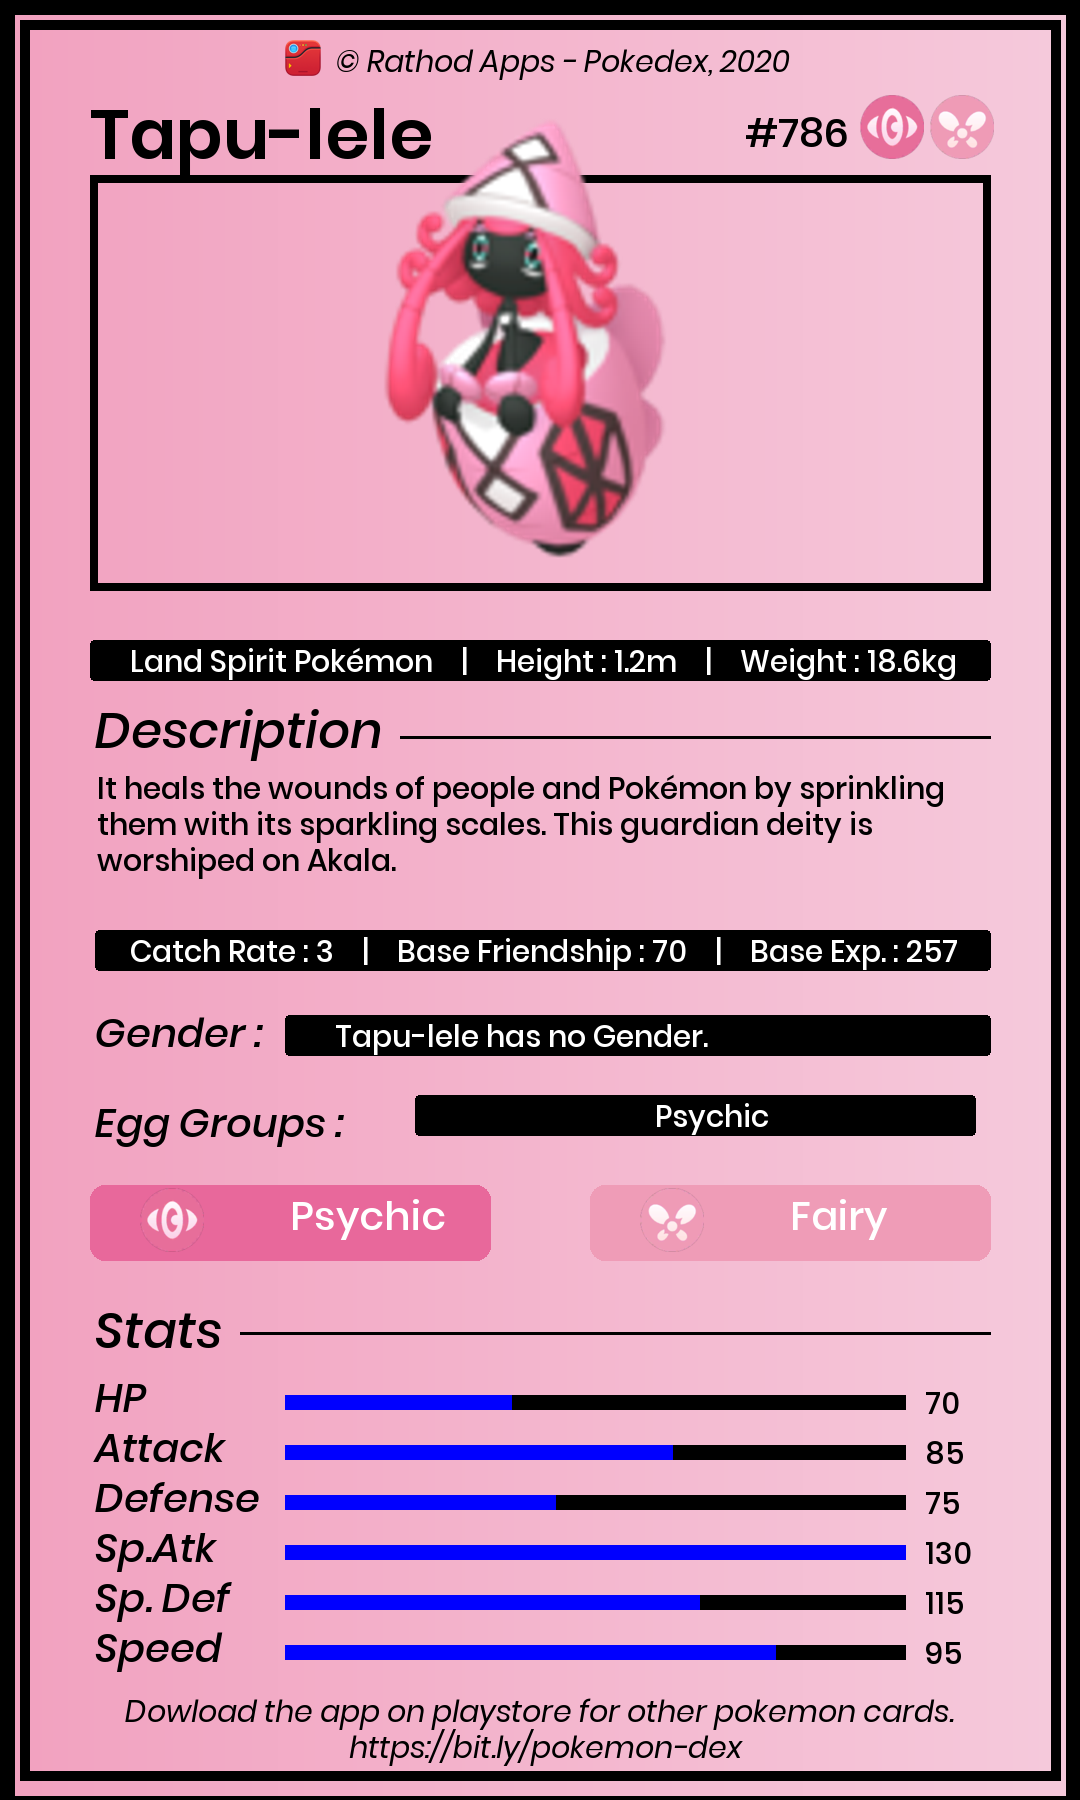 © Rathod Apps - Pokedex, 2020
Tapu-lele
#786
Land Spirit Pokémon | Height : 1.2m | Weight : 18.6kg
Description
It heals the wounds of people and Pokémon by sprinkling
them with its sparkling scales. This guardian deity is
worshiped on Akala.
Catch Rate : 3 | Base Friendship : 70 | Base Exp. : 257
Gender : Tapu-lele has no Gender.
Egg Groups : Psychic
Psychic Fairy
Stats
HP 70
Attack 85
Defense 75
Sp.Atk 130
Sp. Def 115
Speed 95
Dowload the app on playstore for other pokemon cards.
https://bit.ly/pokemon-dex